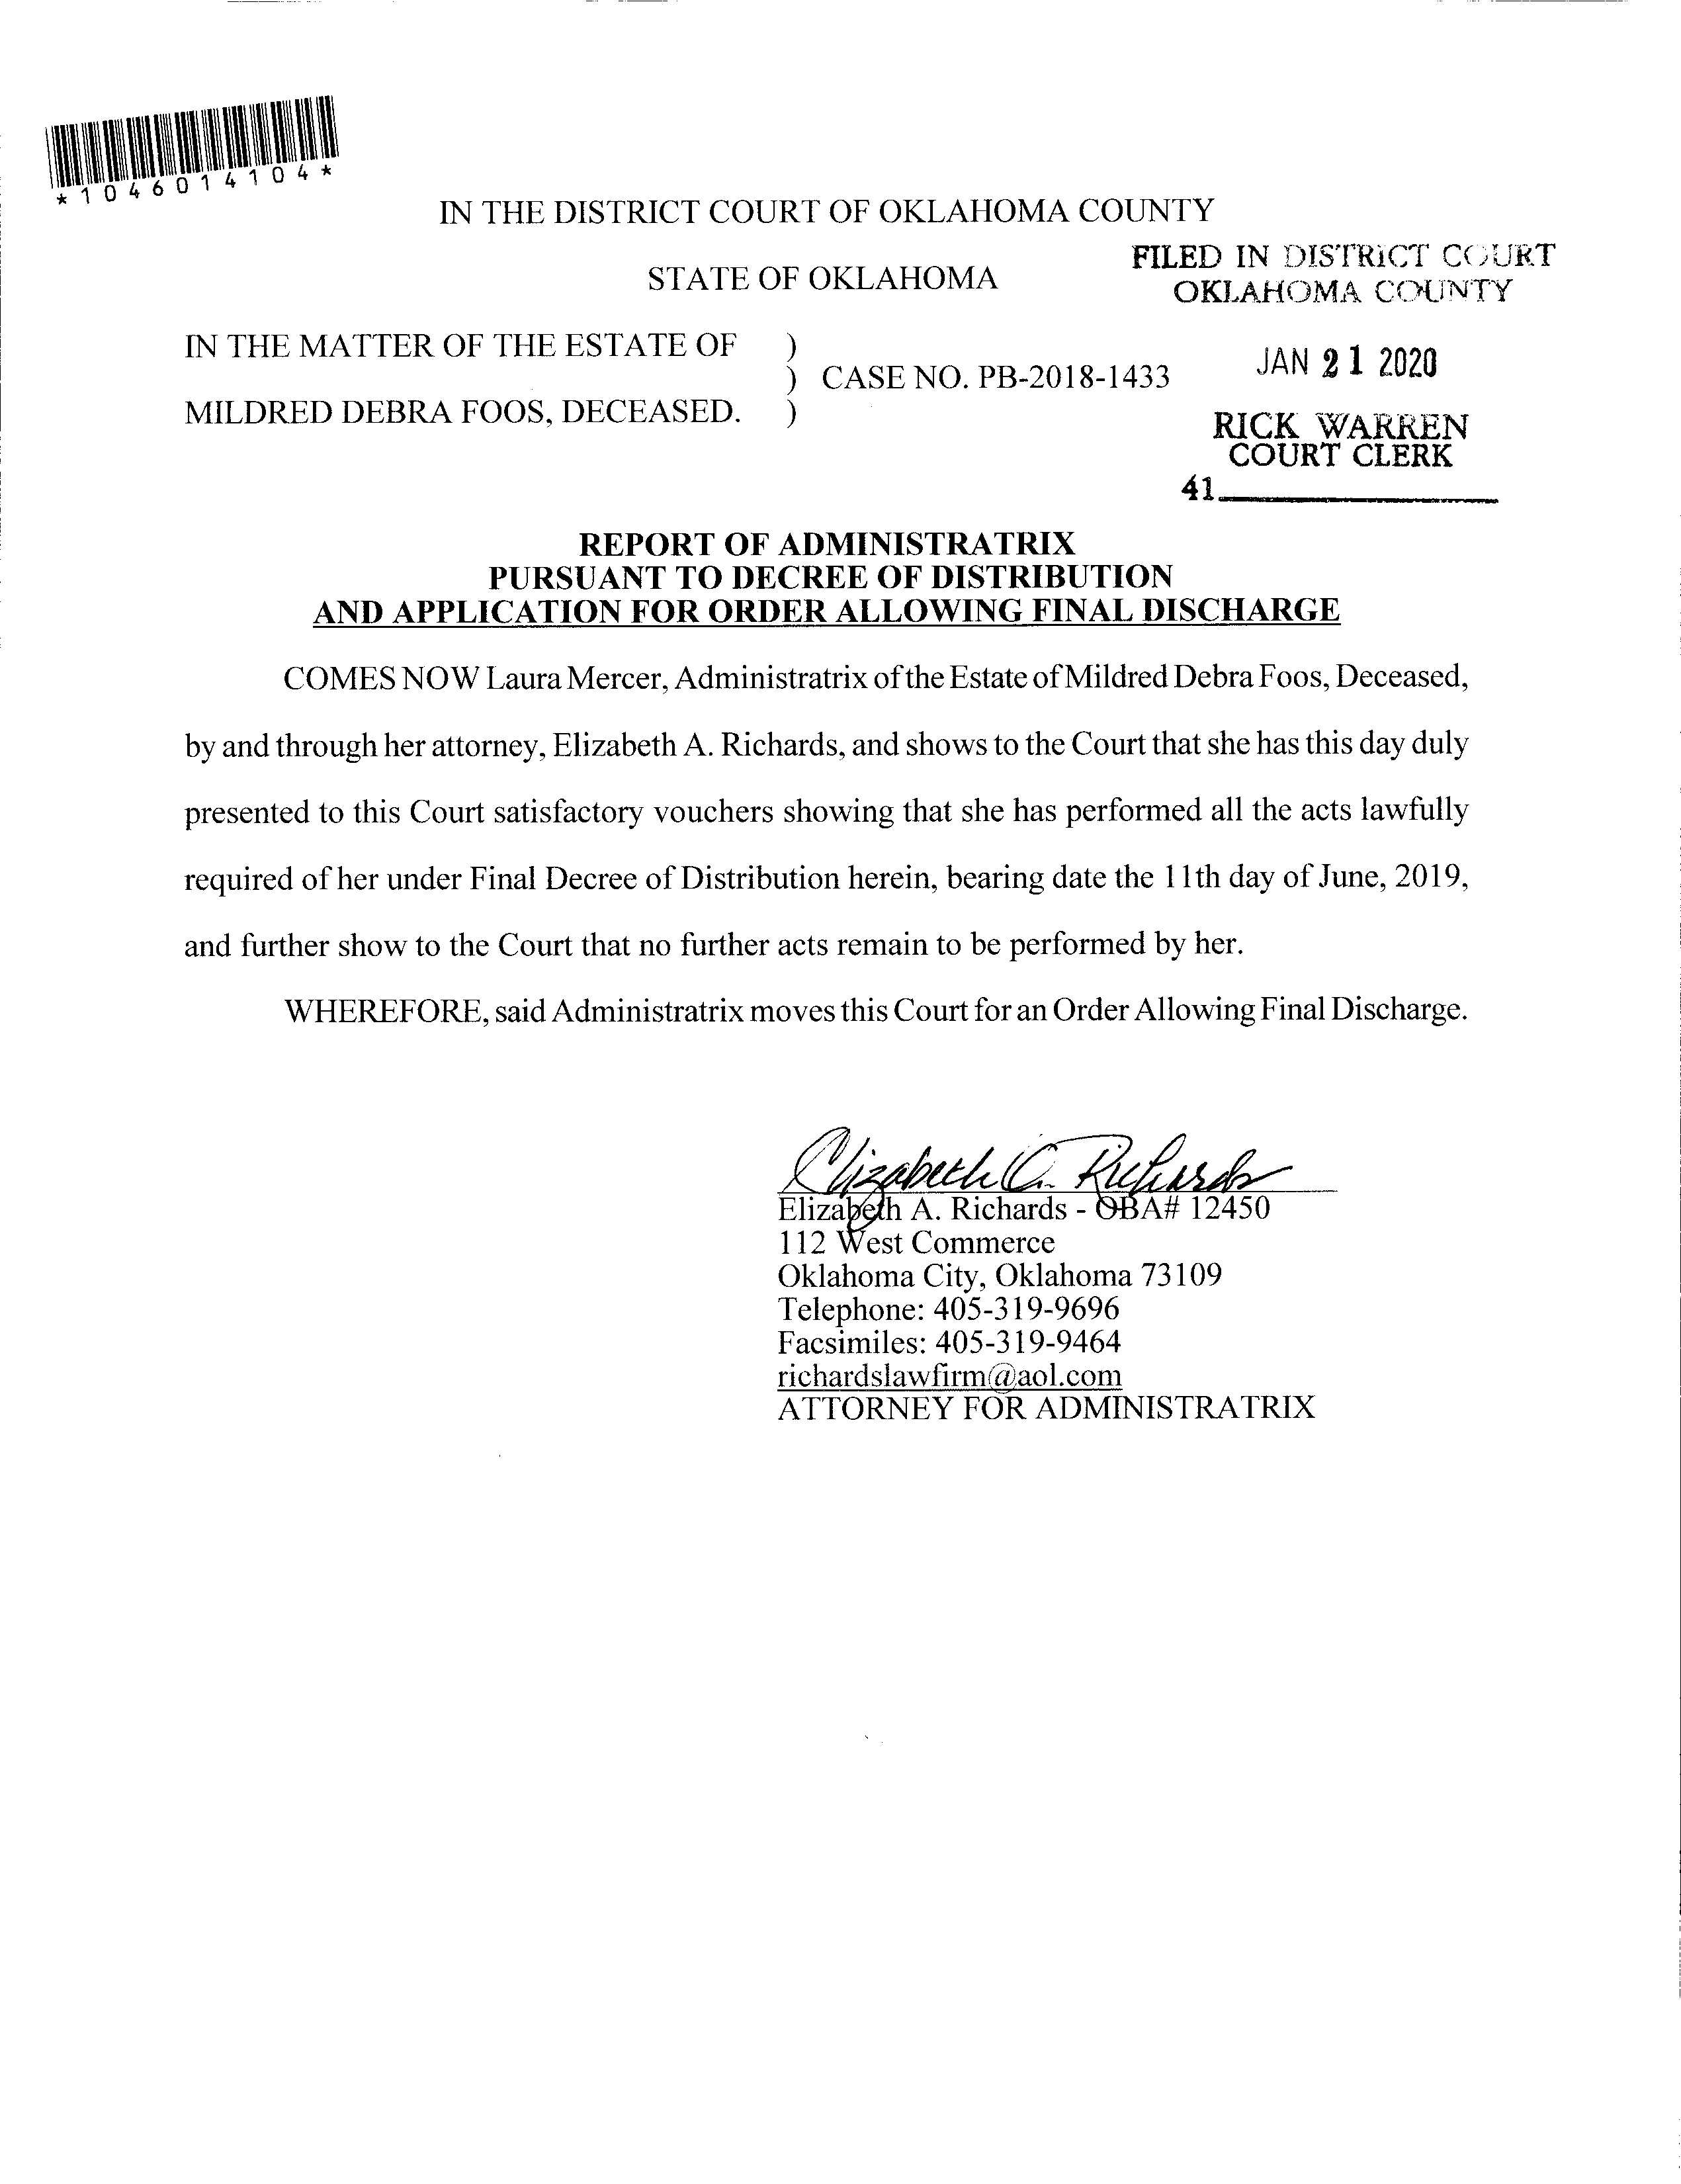 *1046014104*
IN THE DISTRICT COURT OF OKLAHOMA COUNTY
STATE OF OKLAHOMA
FILED IN DISTRICT COURT
OKLAHOMA COUNTY
IN THE MATTER OF THE ESTATE OF )
) CASE NO. PB-2018-1433
MILDRED DEBRA FOOS, DECEASED. )
JAN 21 2020
RICK WARREN
COURT CLERK
41
REPORT OF ADMINISTRATRIX
PURSUANT TO DECREE OF DISTRIBUTION
AND APPLICATION FOR ORDER ALLOWING FINAL DISCHARGE
COMES NOW Laura Mercer, Administratrix of the Estate of Mildred Debra Foos, Deceased,
by and through her attorney, Elizabeth A. Richards, and shows to the Court that she has this day duly
presented to this Court satisfactory vouchers showing that she has performed all the acts lawfully
required of her under Final Decree of Distribution herein, bearing date the 11th day of June, 2019,
and further show to the Court that no further acts remain to be performed by her.
WHEREFORE, said Administratrix moves this Court for an Order Allowing Final Discharge.
Elizabeth A. Richards
Elizabeth A. Richards - OBA# 12450
112 West Commerce
Oklahoma City, Oklahoma 73109
Telephone: 405-319-9696
Facsimiles: 405-319-9464
richardslawfirm@aol.com
ATTORNEY FOR ADMINISTRATRIX